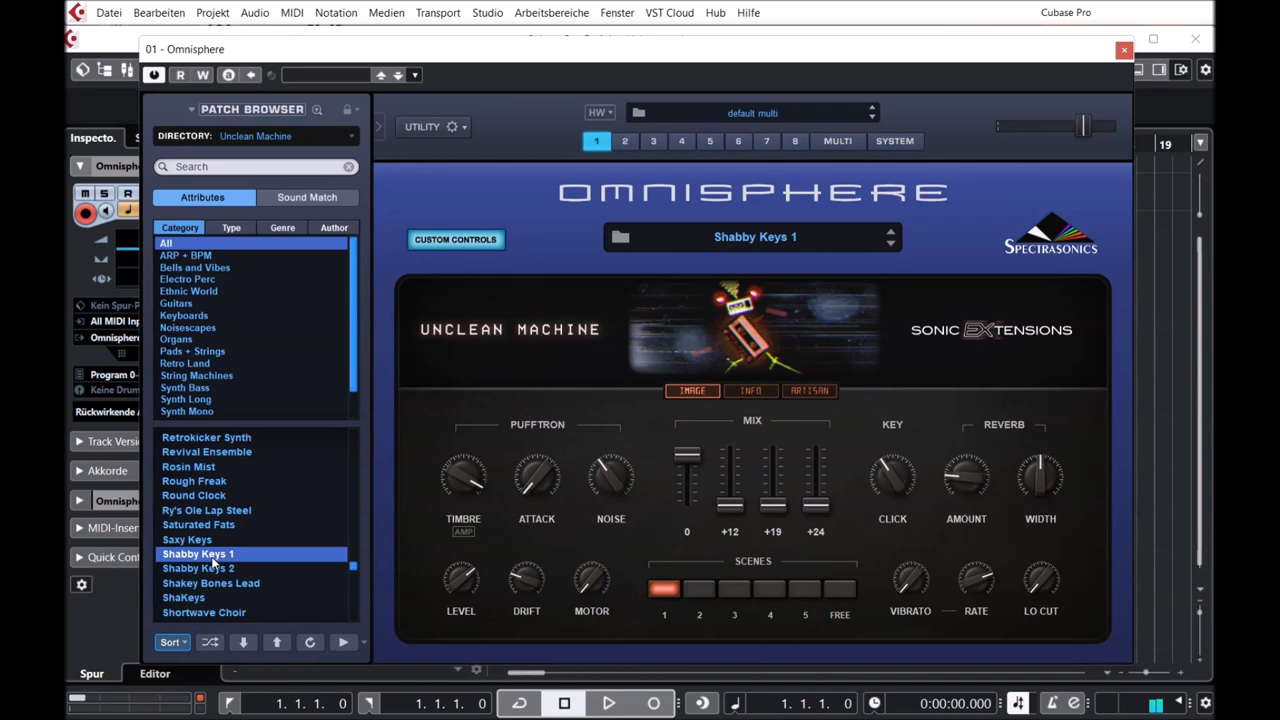 Datei Bearbeiten Projekt Audio MIDI Notation Medien Transport Studio Arbeitsbereiche Fenster VST Cloud Hub Hilfe Cubase Pro
01 - Omnisphere
R W
PATCH BROWSER
DIRECTORY: Unclean Machine
Search
Attributes Sound Match
Category Type Genre Author
All
ARP + BPM
Bells and Vibes
Electro Perc
Ethnic World
Guitars
Keyboards
Noisescapes
Organs
Pads + Strings
Retro Land
String Machines
Synth Bass
Synth Long
Synth Mono
Retrokicker Synth
Revival Ensemble
Rosin Mist
Rough Freak
Round Clock
Ry's Ole Lap Steel
Saturated Fats
Saxy Keys
Shabby Keys 1
Shabby Keys 2
Shakey Bones Lead
ShaKeys
Shortwave Choir
Sort
UTILITY
HW default multi
1 2 3 4 5 6 7 8 MULTI SYSTEM
OMNISPHERE
CUSTOM CONTROLS
Shabby Keys 1
SPECTRASONICS
UNCLEAN MACHINE
SONIC EXTENSIONS
IMAGE INFO ARTISAN
PUFFTRON MIX KEY REVERB
TIMBRE ATTACK NOISE
AMP
0 +12 +19 +24
CLICK AMOUNT WIDTH
SCENES
LEVEL DRIFT MOTOR
1 2 3 4 5 FREE
VIBRATO RATE LO CUT
Inspecto.
Omnisphe
m S R
Kein Spur-P
All MIDI Inp
Omnisphere
Program 0-
Keine Drum
Rückwirkende A
Track Versi
Akkorde
Omnisp
MIDI-Inser
Quick Cont
19
Spur Editor
1. 1. 1. 0 1. 1. 1. 0 1. 1. 1. 0 0:00:00.000